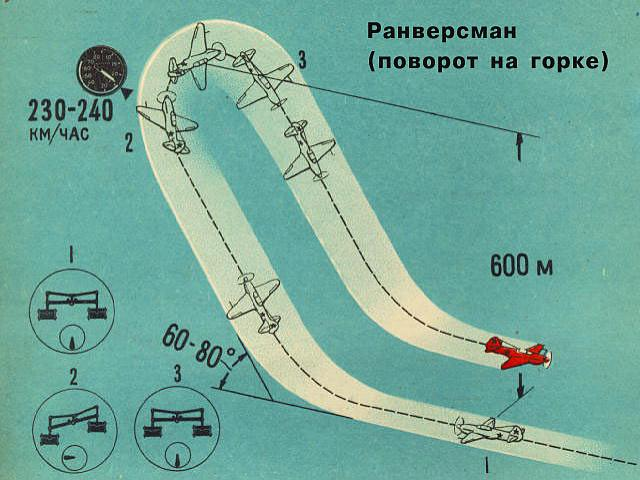 Ранверсман
(поворот на горке)
3
230-240
КМ/ЧАС
2
600 м
1
60-80°
2
3
1